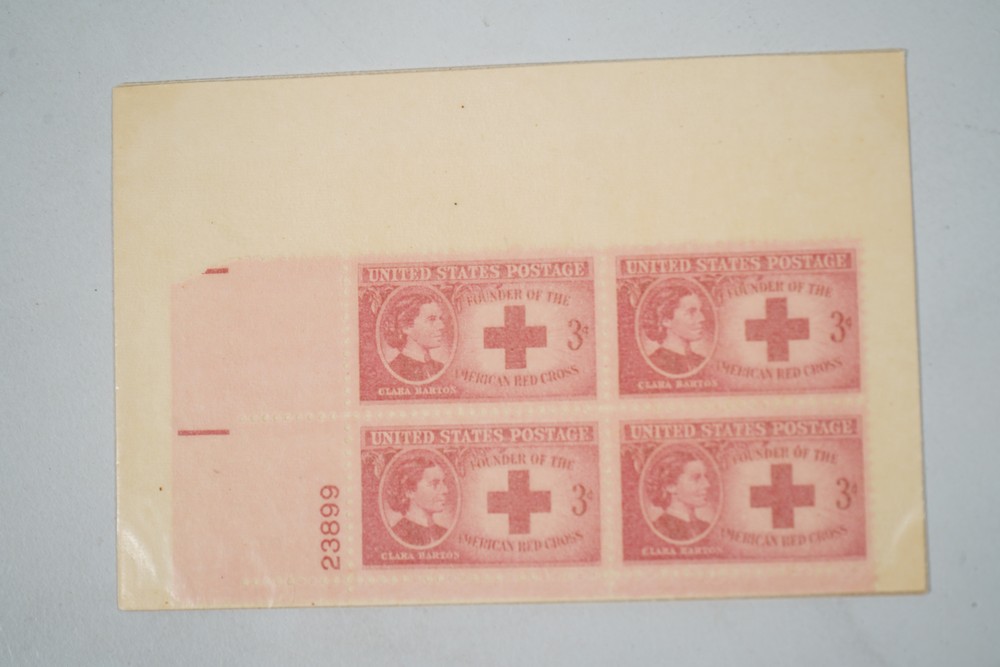 UNITED STATES POSTAGE
FOUNDER OF THE
3¢
AMERICAN RED CROSS
CLARA BARTON
UNITED STATES POSTAGE
FOUNDER OF THE
3¢
AMERICAN RED CROSS
CLARA BARTON
UNITED STATES POSTAGE
FOUNDER OF THE
3¢
AMERICAN RED CROSS
CLARA BARTON
UNITED STATES POSTAGE
FOUNDER OF THE
3¢
AMERICAN RED CROSS
CLARA BARTON
23899